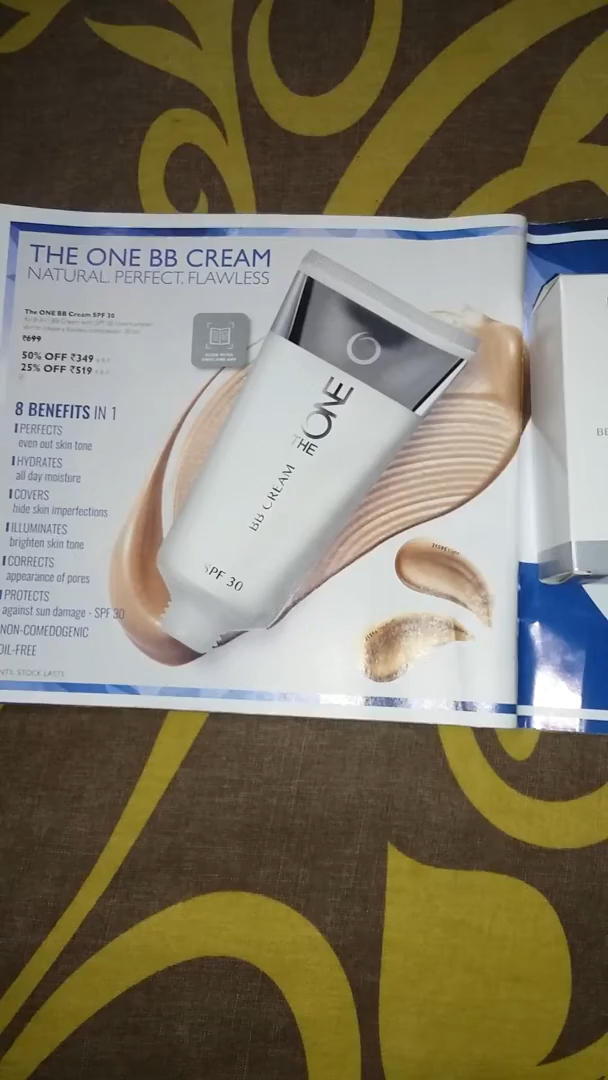 THE ONE BB CREAM
NATURAL. PERFECT. FLAWLESS
The ONE BB Cream SPF 30
₹699
50% OFF ₹349
25% OFF ₹519
8 BENEFITS IN 1
PERFECTS
even out skin tone
HYDRATES
all day moisture
COVERS
hide skin imperfections
ILLUMINATES
brighten skin tone
CORRECTS
appearance of pores
PROTECTS
against sun damage - SPF 30
NON-COMEDOGENIC
OIL-FREE
STOCK LASTS
THE ONE
BB CREAM
SPF 30